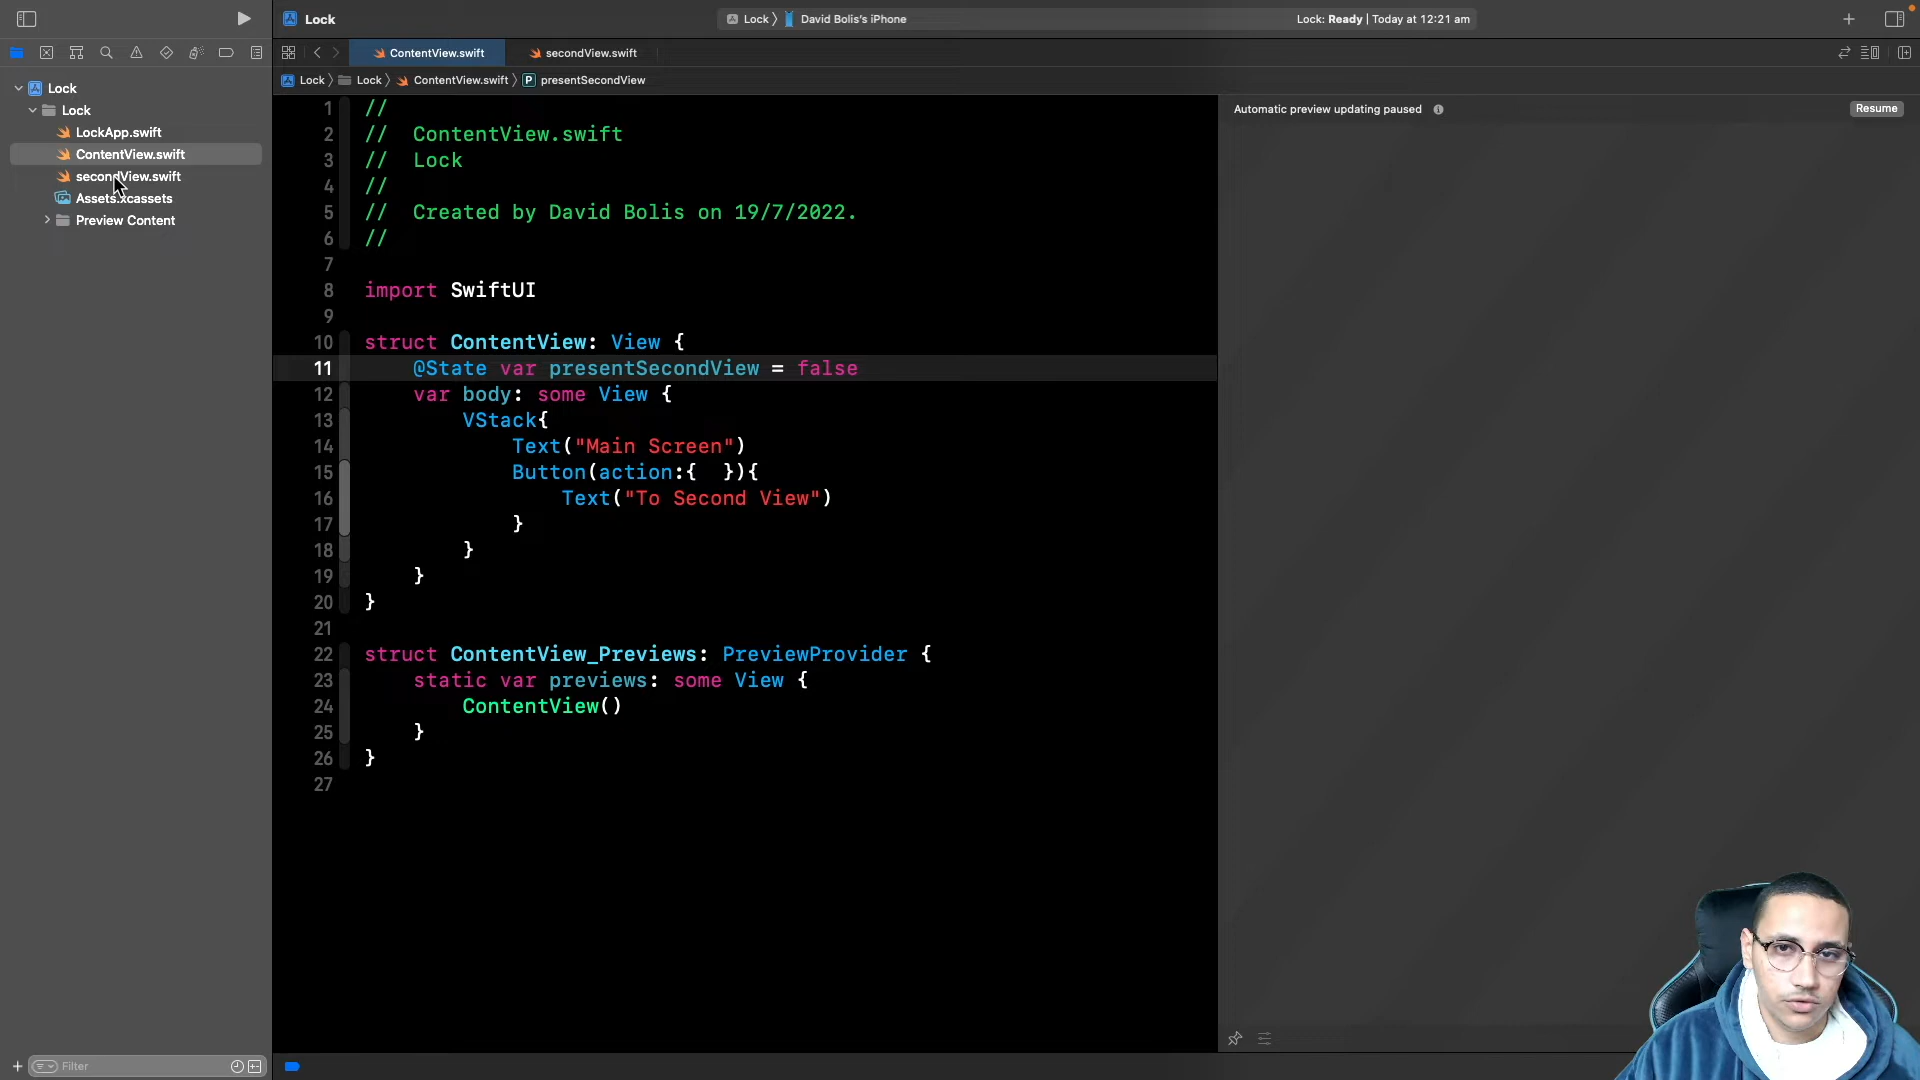 Lock
Lock
David Bolis's iPhone
Lock: Ready | Today at 12:21 am
ContentView.swift
secondView.swift
Lock
Lock
ContentView.swift
P
presentSecondView
Lock
Lock
LockApp.swift
ContentView.swift
secondView.swift
Assets.xcassets
Preview Content
Automatic preview updating paused
Resume
1 //
2 //  ContentView.swift
3 //  Lock
4 //
5 //  Created by David Bolis on 19/7/2022.
6 //
7
8 import SwiftUI
9
10 struct ContentView: View {
11     @State var presentSecondView = false
12     var body: some View {
13         VStack{
14             Text("Main Screen")
15             Button(action:{  }){
16                 Text("To Second View")
17             }
18         }
19     }
20 }
21
22 struct ContentView_Previews: PreviewProvider {
23     static var previews: some View {
24         ContentView()
25     }
26 }
27
Filter